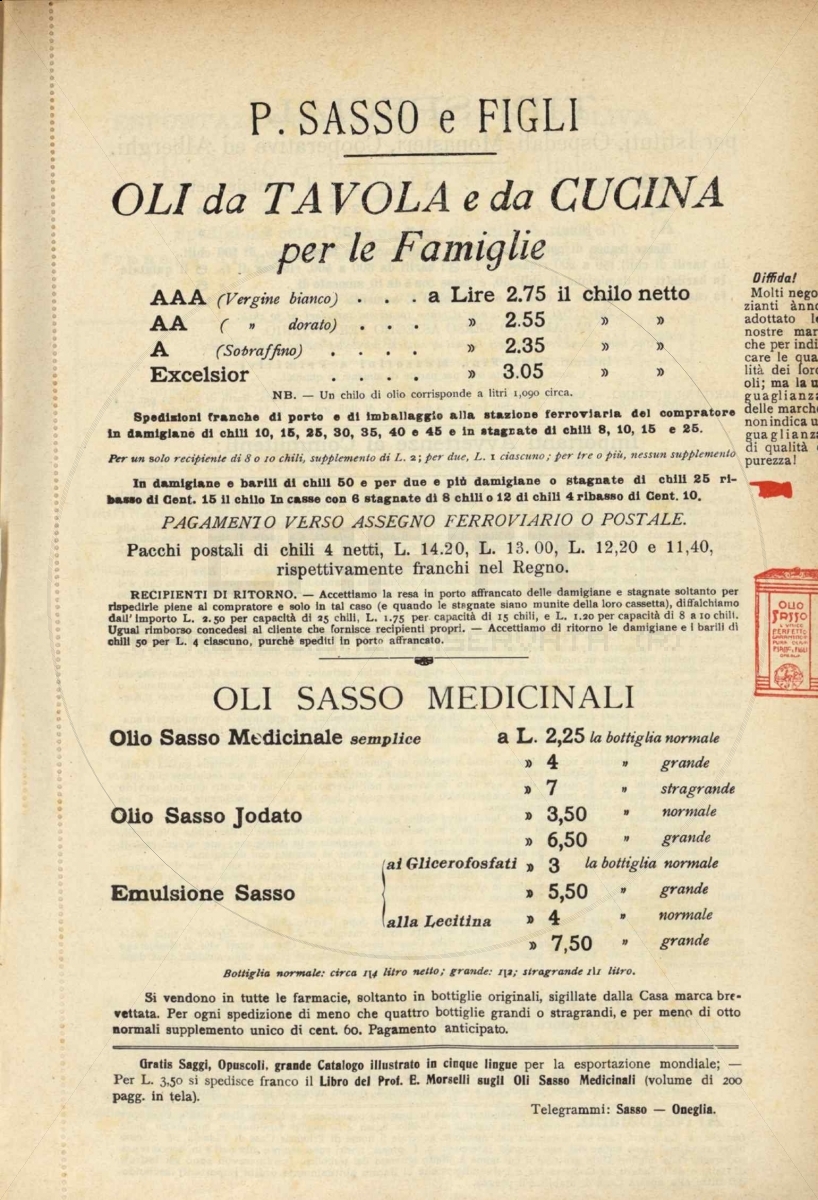 P. SASSO e FIGLI
OLI da TAVOLA e da CUCINA
per le Famiglie
AAA (Vergine bianco) . . . a Lire 2.75 il chilo netto
AA ( » dorato) . . . » 2.55 » »
A (Sobraffino) . . . . » 2.35 » »
Excelsior . . . . » 3.05 » »
NB. — Un chilo di olio corrisponde a litri 1,090 circa.
Spedizioni franche di porto e di imballaggio alla stazione ferroviaria del compratore
in damigiane di chili 10, 15, 25, 30, 35, 40 e 45 e in stagnate di chili 8, 10, 15 e 25.
Per un solo recipiente di 8 o 10 chili, supplemento di L. 2; per due, L. 1 ciascuno; per tre o più, nessun supplemento
In damigiane e barili di chili 50 e per due e più damigiane o stagnate di chili 25 ri-
basso di Cent. 15 il chilo In casse con 6 stagnate di 8 chili o 12 di chili 4 ribasso di Cent. 10.
PAGAMENTO VERSO ASSEGNO FERROVIARIO O POSTALE.
Pacchi postali di chili 4 netti, L. 14.20, L. 13.00, L. 12,20 e 11,40,
rispettivamente franchi nel Regno.
RECIPIENTI DI RITORNO. — Accettiamo la resa in porto affrancato delle damigiane e stagnate soltanto per
rispedirle piene al compratore e solo in tal caso (e quando le stagnate siano munite della loro cassetta), diffalchiamo
dall'importo L. 2.50 per capacità di 25 chili, L. 1.75 per capacità di 15 chili, e L. 1.20 per capacità di 8 a 10 chili.
Ugual rimborso concedesi al cliente che fornisce recipienti propri. — Accettiamo di ritorno le damigiane e i barili di
chili 50 per L. 4 ciascuno, purchè spediti in porto affrancato.
OLI SASSO MEDICINALI
Olio Sasso Medicinale semplice a L. 2,25 la bottiglia normale
» 4 » grande
» 7 » stragrande
Olio Sasso Jodato » 3,50 » normale
» 6,50 » grande
ai Glicerofosfati » 3 la bottiglia normale
Emulsione Sasso » 5,50 » grande
alla Lecitina » 4 » normale
» 7,50 » grande
Bottiglia normale: circa 1|4 litro netto; grande: 1|2; stragrande 1|1 litro.
Si vendono in tutte le farmacie, soltanto in bottiglie originali, sigillate dalla Casa marca bre-
vettata. Per ogni spedizione di meno che quattro bottiglie grandi o stragrandi, e per meno di otto
normali supplemento unico di cent. 60. Pagamento anticipato.
Gratis Saggi, Opuscoli, grande Catalogo illustrato in cinque lingue per la esportazione mondiale; —
Per L. 3,50 si spedisce franco il Libro del Prof. E. Morselli sugli Oli Sasso Medicinali (volume di 200
pagg. in tela).
Telegrammi: Sasso — Oneglia.
Diffida!
Molti nego
zianti ànno
adottato le
nostre mar
che per indi
care le qua
lità dei loro
oli; ma la u
guaglianza
delle marche
non indica u
guaglianza
di qualità e
purezza!
OLIO
SASSO
PERFETTO
P.SASSO E FIGLI